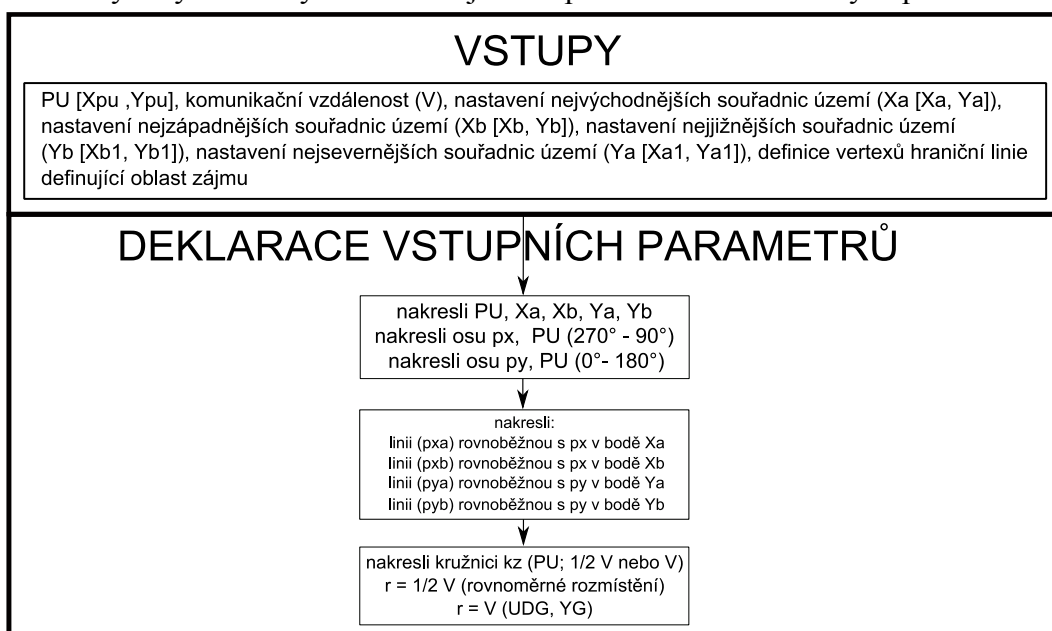 VSTUPY
PU [Xpu ,Ypu], komunikační vzdálenost (V), nastavení nejvýchodnějších souřadnic území (Xa [Xa, Ya]),
nastavení nejzápadnějších souřadnic území (Xb [Xb, Yb]), nastavení nejjižnějších souřadnic území
(Yb [Xb1, Yb1]), nastavení nejsevernějších souřadnic území (Ya [Xa1, Ya1]), definice vertexů hraniční linie
definující oblast zájmu
DEKLARACE VSTUPNÍCH PARAMETRŮ
nakresli PU, Xa, Xb, Ya, Yb
nakresli osu px, PU (270° - 90°)
nakresli osu py, PU (0°- 180°)
nakresli:
linii (pxa) rovnoběžnou s px v bodě Xa
linii (pxb) rovnoběžnou s px v bodě Xb
linii (pya) rovnoběžnou s py v bodě Ya
linii (pyb) rovnoběžnou s py v bodě Yb
nakresli kružnici kz (PU; 1/2 V nebo V)
r = 1/2 V (rovnoměrné rozmístění)
r = V (UDG, YG)